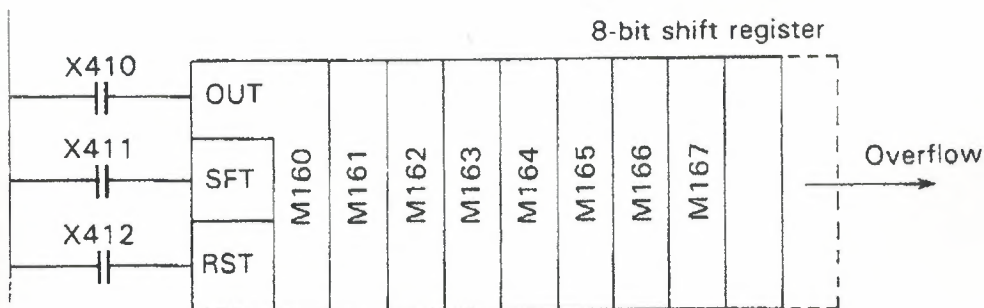 8-bit shift register
X410
OUT
X411
SFT
X412
RST
M160
M161
M162
M163
M164
M165
M166
M167
Overflow